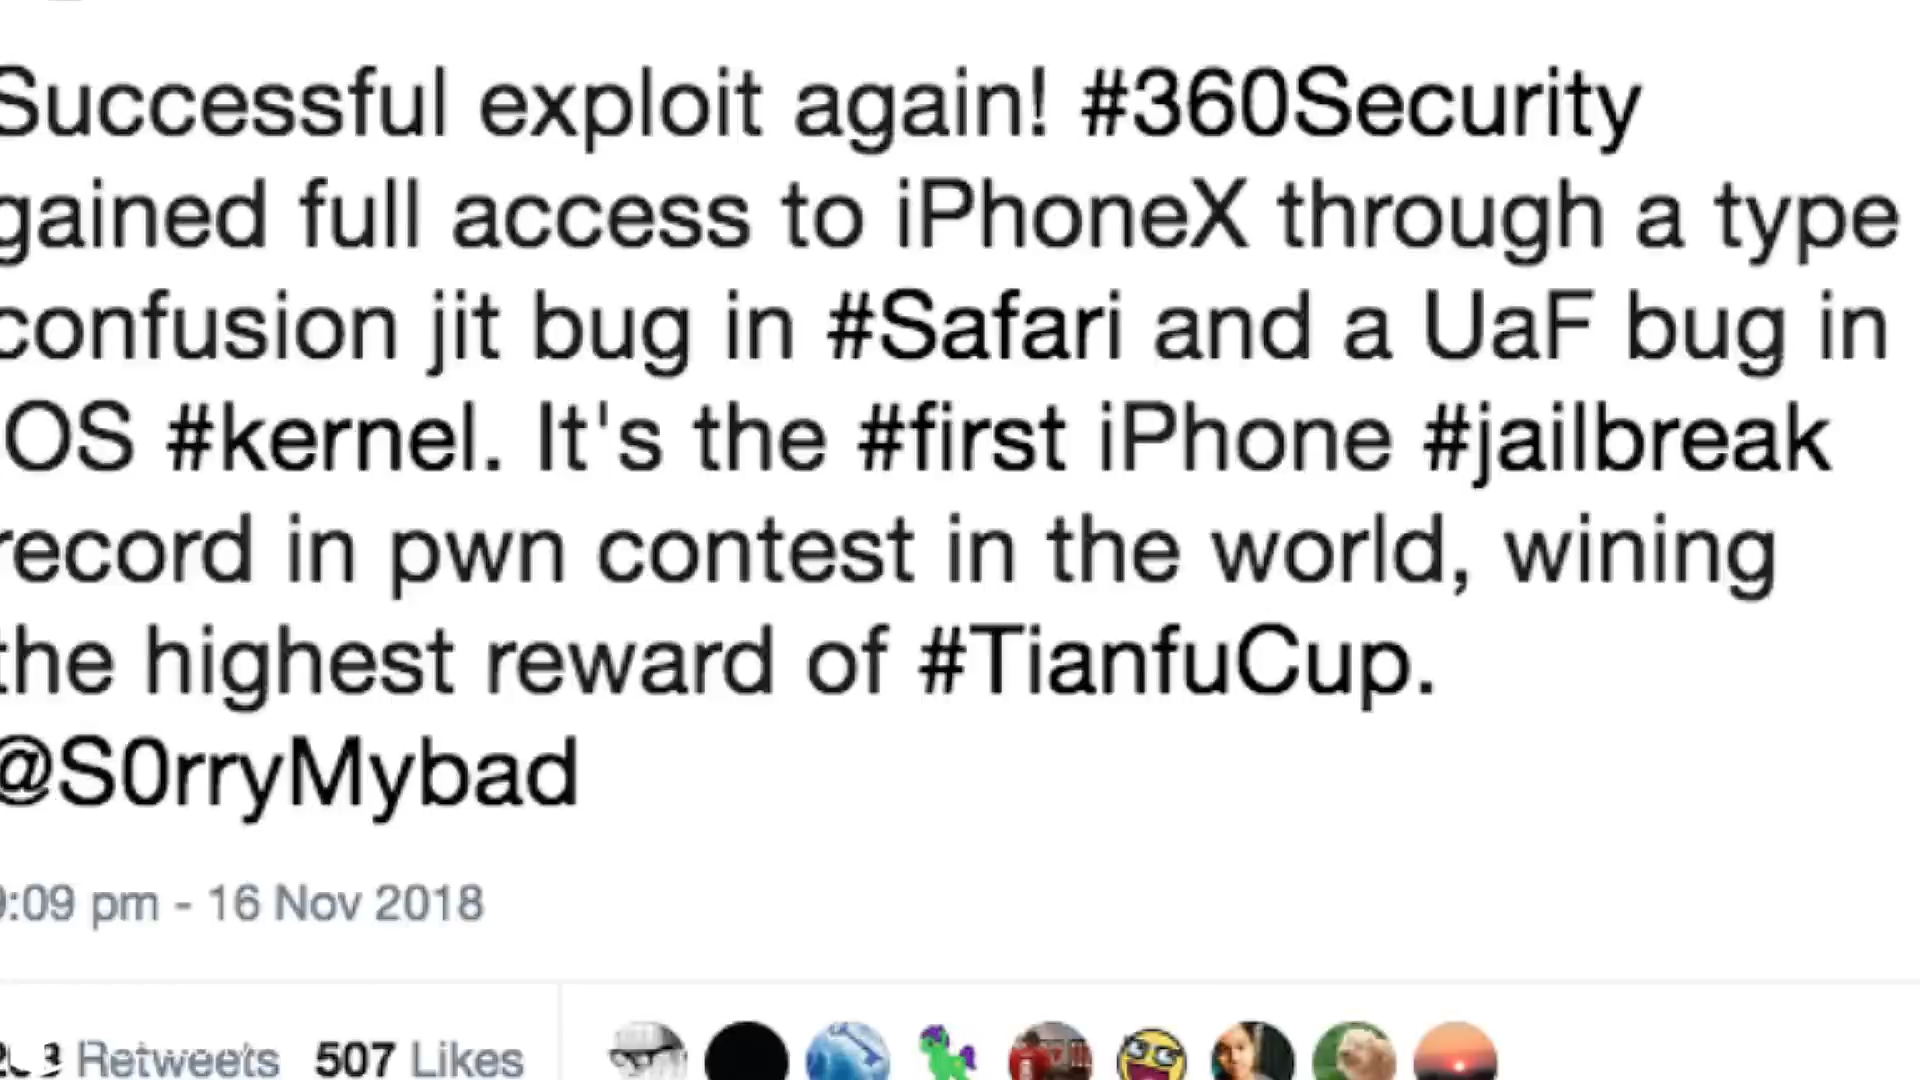 Successful exploit again! #360Security
gained full access to iPhoneX through a type
confusion jit bug in #Safari and a UaF bug in
iOS #kernel. It's the #first iPhone #jailbreak
record in pwn contest in the world, wining
the highest reward of #TianfuCup.
@S0rryMybad
9:09 pm - 16 Nov 2018
Retweets 507 Likes